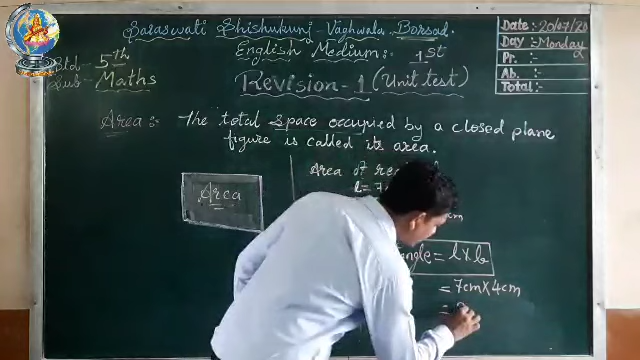 Saraswati Shishukunj - Vaghwala Borsad.
English Medium:- 1st
Std - 5th
Sub - Maths
Revision-1 (Unit test)
Date:- 20/07/20
Day:- Monday
Pr. :-
Ab. :-
Total:-
Area :- The total space occupied by a closed plane
figure is called its area.
Area
Area of
l = 7
cm
= l x b
= 7cm x 4cm
=